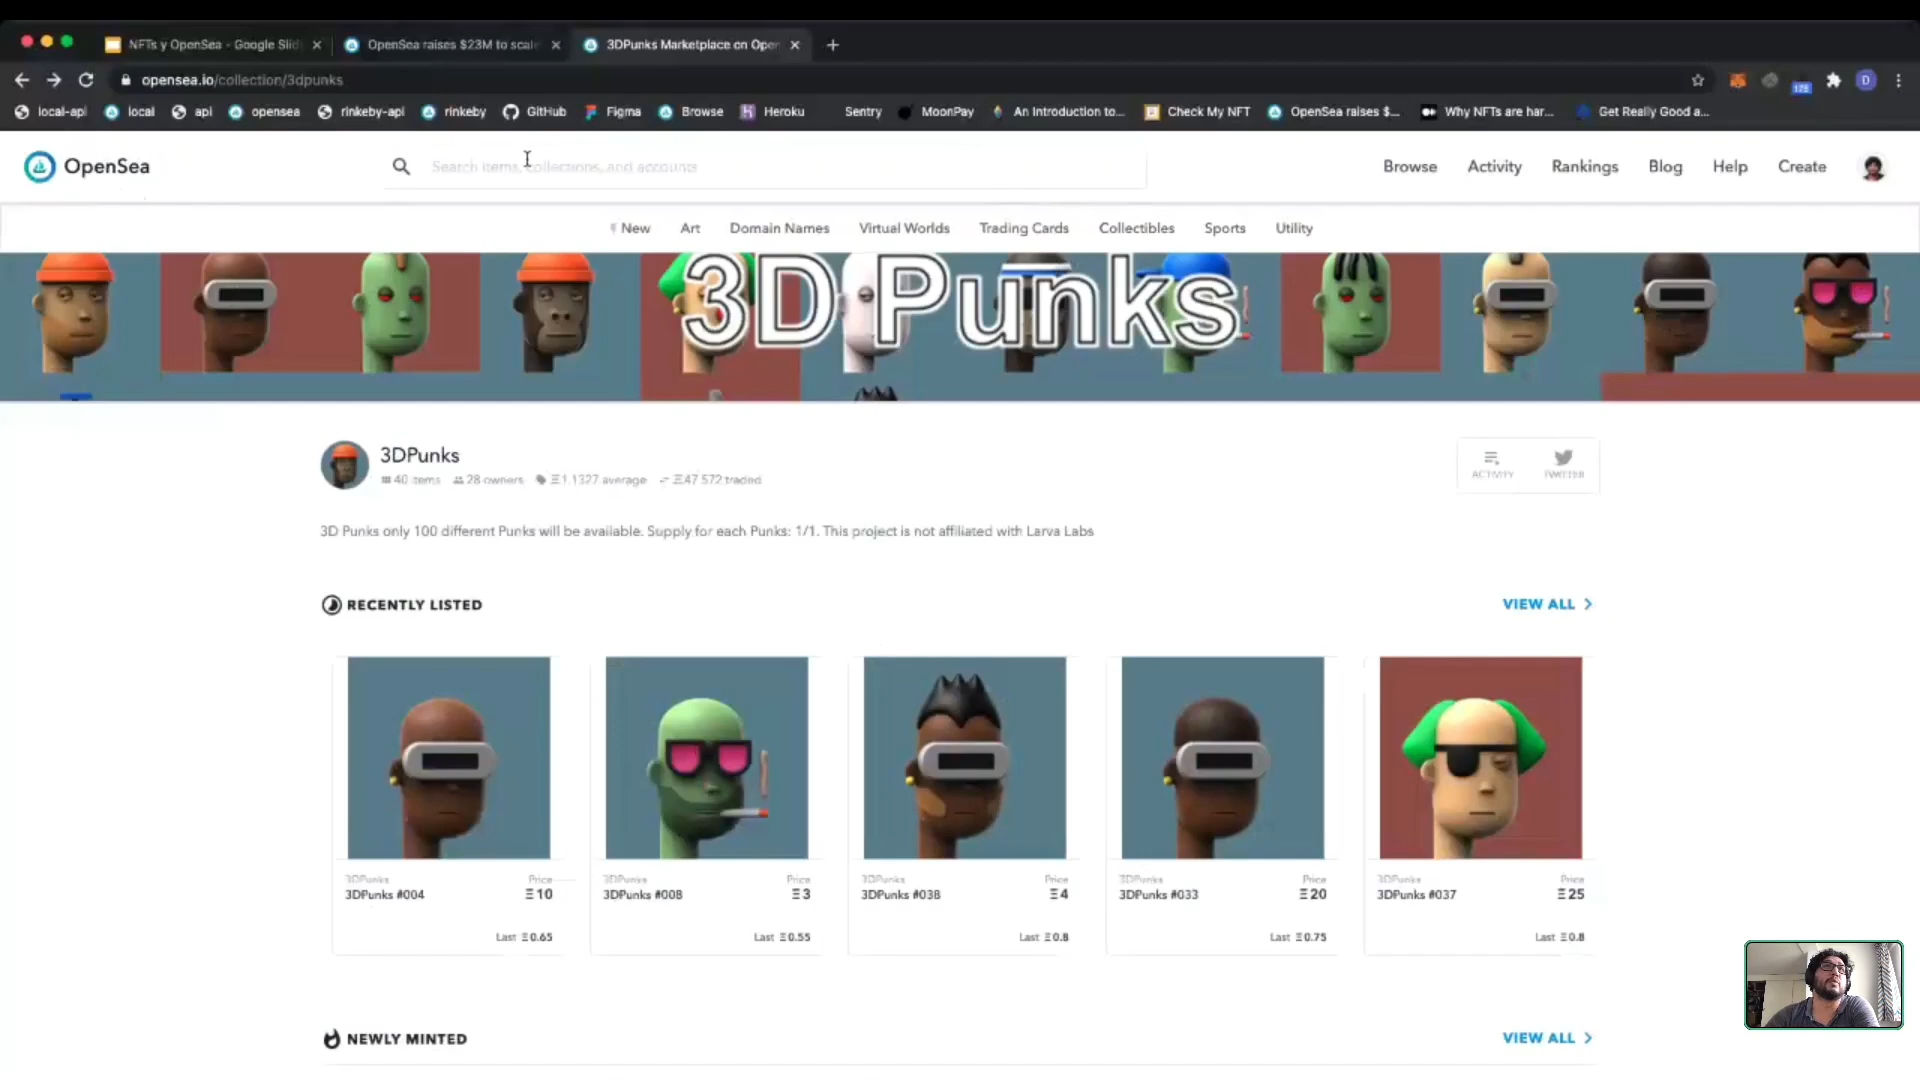 NFTs y OpenSea - Google Slid
OpenSea raises $23M to scale
3DPunks Marketplace on Open
opensea.io/collection/3dpunks
local-api local api opensea rinkeby-api rinkeby GitHub Figma Browse Heroku Sentry MoonPay An Introduction to... Check My NFT OpenSea raises $... Why NFTs are har... Get Really Good a...
OpenSea
Search items, collections, and accounts
Browse Activity Rankings Blog Help Create
New Art Domain Names Virtual Worlds Trading Cards Collectibles Sports Utility
3D Punks
3DPunks
40 items 28 owners Ξ1.1327 average Ξ47.572 traded
ACTIVITY TWITTER
3D Punks only 100 different Punks will be available. Supply for each Punks: 1/1. This project is not affiliated with Larva Labs
RECENTLY LISTED
VIEW ALL
3DPunks Price
3DPunks #004 Ξ10
Last Ξ0.65
3DPunks Price
3DPunks #008 Ξ3
Last Ξ0.55
3DPunks Price
3DPunks #038 Ξ4
Last Ξ0.8
3DPunks Price
3DPunks #033 Ξ20
Last Ξ0.75
3DPunks Price
3DPunks #037 Ξ25
Last Ξ0.8
NEWLY MINTED
VIEW ALL